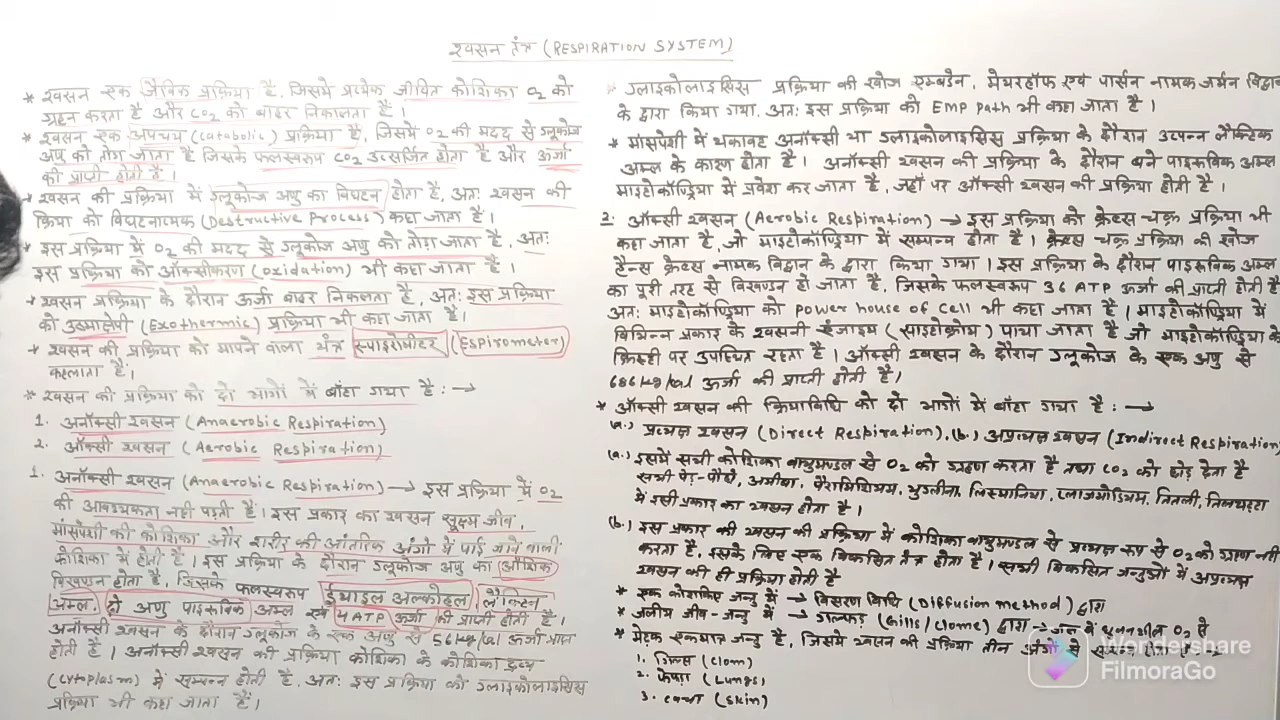 श्वसन तंत्र (RESPIRATION SYSTEM)
* श्वसन एक जैविक प्रक्रिया है, जिसमे प्रत्येक जीवित कोशिका O2 को
ग्रहन करता है और CO2 को बाहर निकालता है।
* श्वसन एक अपचय (Catabolic) प्रक्रिया है, जिसमे O2 की मदद से ग्लूकोज
अणु को तोड़ा जाता है जिसके फलस्वरूप CO2 उत्सर्जित होता है और ऊर्जा
की प्राप्ती होती है।
* श्वसन की प्रक्रिया में ग्लूकोज अणु का विघटन होता है, अतः श्वसन की
क्रिया को विघटनात्मक (Destructive Process) कहा जाता है।
* इस प्रक्रिया में O2 की मदद से ग्लूकोज अणु को तोड़ा जाता है, अतः
इस प्रक्रिया को ऑक्सीकरण (Oxidation) भी कहा जाता है।
* श्वसन प्रक्रिया के दौरान ऊर्जा बाहर निकलता है, अतः इस प्रक्रिया
को उष्माक्षेपी (Exothermic) प्रक्रिया भी कहा जाता है।
* श्वसन की प्रक्रिया को मापने वाला यंत्र स्पाइरोमीटर (Espirometer)
कहलाता है।
* श्वसन की प्रक्रिया को दो भागों में बाँटा गया है :→
1. अनॉक्सी श्वसन (Anaerobic Respiration)
2. ऑक्सी श्वसन (Aerobic Respiration)
1. अनॉक्सी श्वसन (Anaerobic Respiration) → इस प्रक्रिया में O2
की आवश्यकता नही पड़ती है। इस प्रकार का श्वसन सूक्ष्म जीव,
मांसपेशी की कोशिका और शरीर की आंतरिक अंगो में पाई जाने वाली
कोशिका में होती है। इस प्रक्रिया के दौरान ग्लूकोज अणु का आंशिक
विखण्डन होता है, जिसके फलस्वरूप ईथाइल अल्कोहल, लैक्टिक
अम्ल, दो अणु पाइरूविक अम्ल एवं 4ATP ऊर्जा की प्राप्ती होती है।
अनॉक्सी श्वसन के दौरान ग्लूकोज के एक अणु से 56 kg/cal ऊर्जा प्राप्त
होती है। अनॉक्सी श्वसन की प्रक्रिया कोशिका के कोशिका द्रव्य
(Cytoplasm) में सम्पन्न होती है, अतः इस प्रक्रिया को ग्लाइकोलाइसिस
प्रक्रिया भी कहा जाता है।
* ग्लाइकोलाइसिस प्रक्रिया की खोज एम्बडेन, मेयरहॉफ एवं पार्सन नामक जर्मन विद्वान
के द्वारा किया गया, अतः इस प्रक्रिया को EMP Path भी कहा जाता है।
* मांसपेशी में थकावट अनॉक्सी या ग्लाइकोलाइसिस प्रक्रिया के दौरान उत्पन्न लैक्टिक
अम्ल के कारण होता है। अनॉक्सी श्वसन की प्रक्रिया के दौरान बने पाइरूविक अम्ल
माइटोकॉण्ड्रिया में प्रवेश कर जाता है, जहाँ पर ऑक्सी श्वसन की प्रक्रिया होती है।
2. ऑक्सी श्वसन (Aerobic Respiration) → इस प्रक्रिया को क्रेब्स चक्र प्रक्रिया भी
कहा जाता है, जो माइटोकॉण्ड्रिया में सम्पन्न होता है। क्रेब्स चक्र प्रक्रिया की खोज
हैन्स क्रेब्स नामक विद्वान के द्वारा किया गया। इस प्रक्रिया के दौरान पाइरूविक अम्ल
का पूरी तरह से विखण्डन हो जाता है, जिसके फलस्वरूप 36 ATP ऊर्जा की प्राप्ती होती है
अतः माइटोकॉण्ड्रिया को Power house of Cell भी कहा जाता है। माइटोकॉण्ड्रिया में
विभिन्न प्रकार के श्वसनी इंजाइम (साइटोक्रोम) पाया जाता है जो माइटोकॉण्ड्रिया के
क्रिस्टी पर उपस्थित रहता है। ऑक्सी श्वसन के दौरान ग्लूकोज के एक अणु से
686 kg/cal ऊर्जा की प्राप्ती होती है।
* ऑक्सी श्वसन की क्रियाविधि को दो भागों में बाँटा गया है :→
(a.) प्रत्यक्ष श्वसन (Direct Respiration), (b.) अप्रत्यक्ष श्वसन (Indirect Respiration)
(a.) इसमें सभी कोशिका वायुमण्डल से O2 को ग्रहण करता है तथा CO2 को छोड़ देता है
सभी पेड़-पौधे, अमीबा, पैरामिशियम, युग्लीना, लिस्मानिया, प्लाज्मोडियम, तितली, तिलचट्टा
में इसी प्रकार का श्वसन होता है।
(b.) इस प्रकार की श्वसन की प्रक्रिया में कोशिका वायुमण्डल से प्रत्यक्ष रूप से O2 को ग्रहण नही
करता है, इसके लिए एक विकसित तंत्र होता है। सभी विकसित जन्तुओं में अप्रत्यक्ष
श्वसन की ही प्रक्रिया होती है
* एक कोशिकीए जन्तु में → विसरण विधि (Diffusion method) द्वारा
* जलीय जीव-जन्तु में → गलफड़ (Gills/Clome) द्वारा → जल में घुलनशील O2 से
* मेढ़क एकमात्र जन्तु है, जिसमे श्वसन की प्रक्रिया तीन अंगो से
1. गिल्स (Clom)
2. फेफड़ा (Lungs)
3. त्वचा (Skin)
Wondershare
FilmoraGo